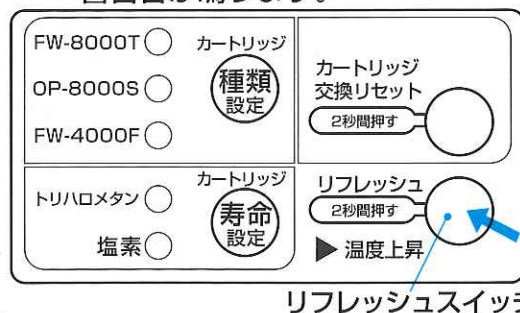 FW-8000T
OP-8000S
FW-4000F
カートリッジ
種類
設定
カートリッジ
交換リセット
2秒間押す
トリハロメタン
塩素
カートリッジ
寿命
設定
リフレッシュ
2秒間押す
▶温度上昇
リフレッシュスイッチ